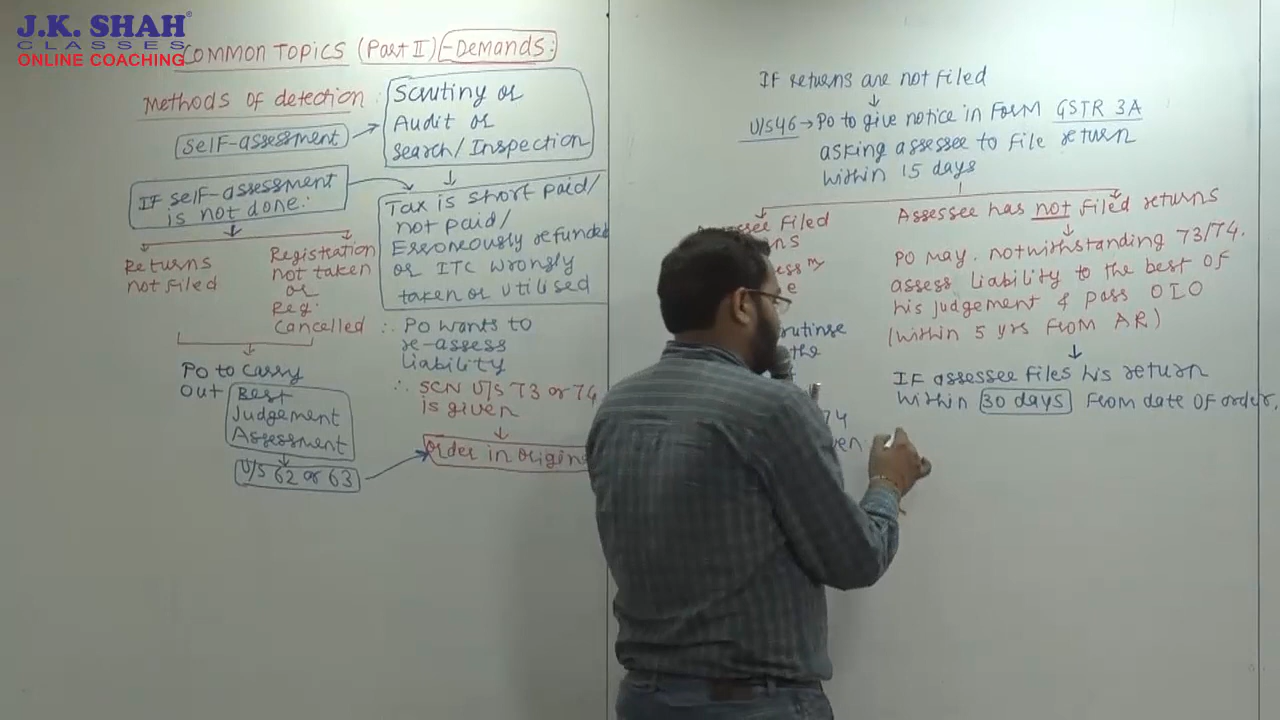 J.K. SHAH®
CLASSES
ONLINE COACHING
COMMON TOPICS (Part II) - Demands:
Methods of detection :
Self-assessment
Scrutiny or
Audit or
Search/Inspection
If self-assessment
is not done:
Returns
not filed
Registration
not taken
or
Reg:
Cancelled
PO to carry
out Best
Judgement
Assessment
U/s 62 or 63
Tax is short paid/
not paid/
Erroneously refunded
or ITC wrongly
taken or utilised
∴ PO wants to
re-assess
liability
∴ SCN U/S 73 or 74
is given
Order in origin
If returns are not filed
U/S 46 → PO to give notice in Form GSTR 3A
asking assessee to file return
within 15 days
Filed
the
74
Assessee has not filed returns
PO may, notwithstanding 73/74,
assess liability to the best of
his judgement & pass OIO
(within 5 yrs from AR)
If assessee files his return
within 30 days from date of order,